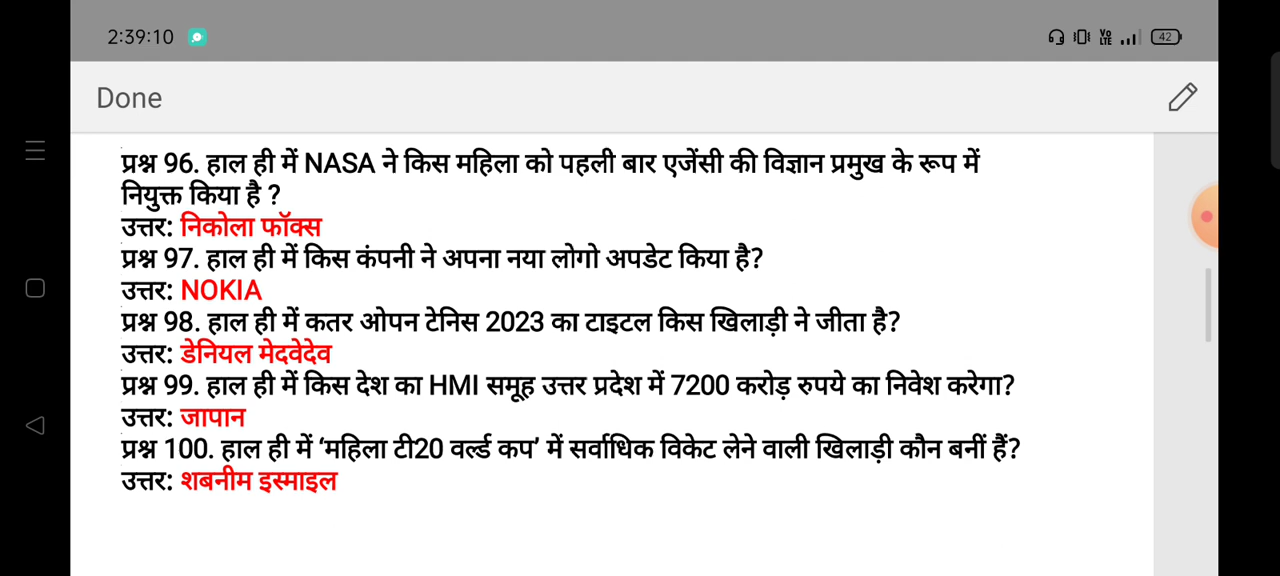 2:39:10
Vo LTE
42
Done
प्रश्न 96. हाल ही में NASA ने किस महिला को पहली बार एजेंसी की विज्ञान प्रमुख के रूप में
नियुक्त किया है ?
उत्तर: निकोला फॉक्स
प्रश्न 97. हाल ही में किस कंपनी ने अपना नया लोगो अपडेट किया है?
उत्तर: NOKIA
प्रश्न 98. हाल ही में कतर ओपन टेनिस 2023 का टाइटल किस खिलाड़ी ने जीता है?
उत्तर: डेनियल मेदवेदेव
प्रश्न 99. हाल ही में किस देश का HMI समूह उत्तर प्रदेश में 7200 करोड़ रुपये का निवेश करेगा?
उत्तर: जापान
प्रश्न 100. हाल ही में ‘महिला टी20 वर्ल्ड कप’ में सर्वाधिक विकेट लेने वाली खिलाड़ी कौन बनीं हैं?
उत्तर: शबनीम इस्माइल